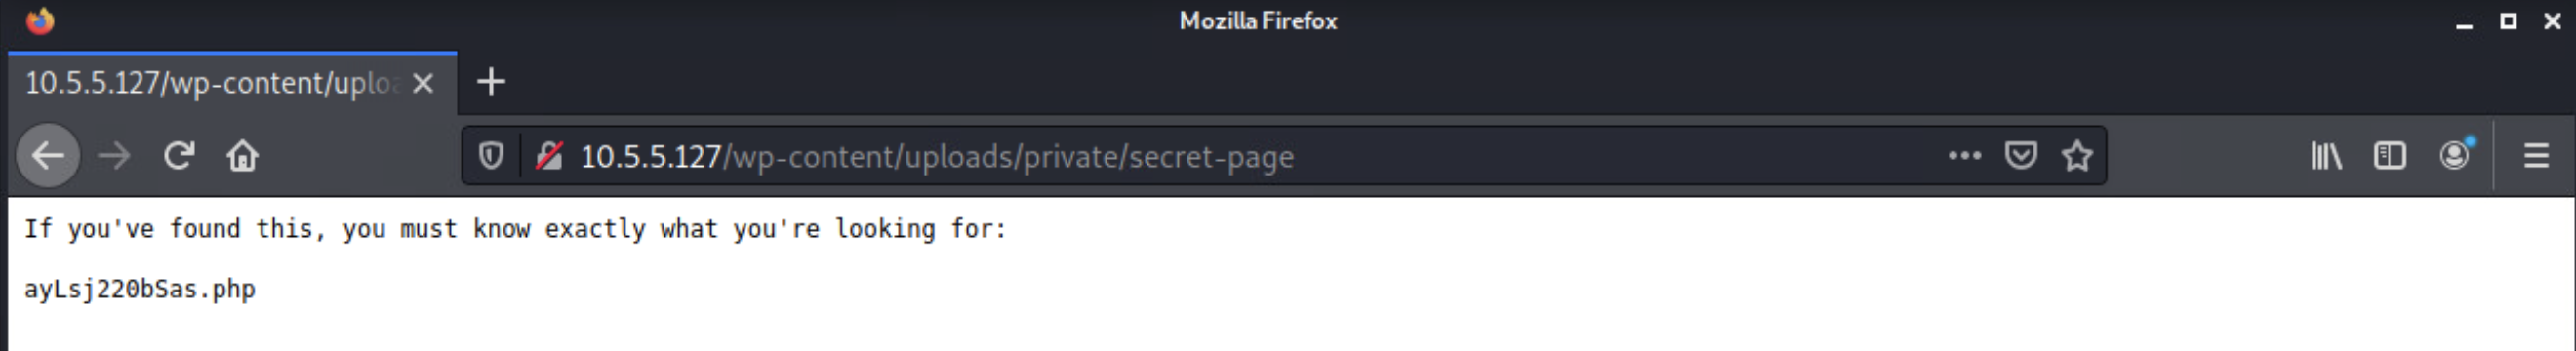 Mozilla Firefox
10.5.5.127/wp-content/uploa
10.5.5.127/wp-content/uploads/private/secret-page
If you've found this, you must know exactly what you're looking for:
ayLsj220bSas.php